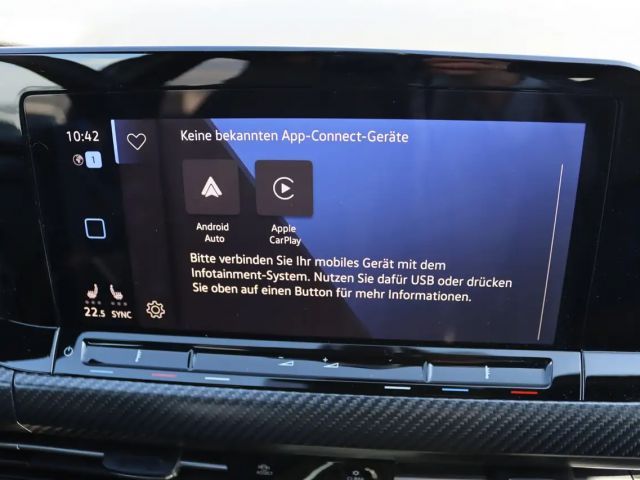 10:42
Keine bekannten App-Connect-Geräte
1
Android
Auto
Apple
CarPlay
Bitte verbinden Sie Ihr mobiles Gerät mit dem
Infotainment-System. Nutzen Sie dafür USB oder drücken
Sie oben auf einen Button für mehr Informationen.
22.5 SYNC
- +